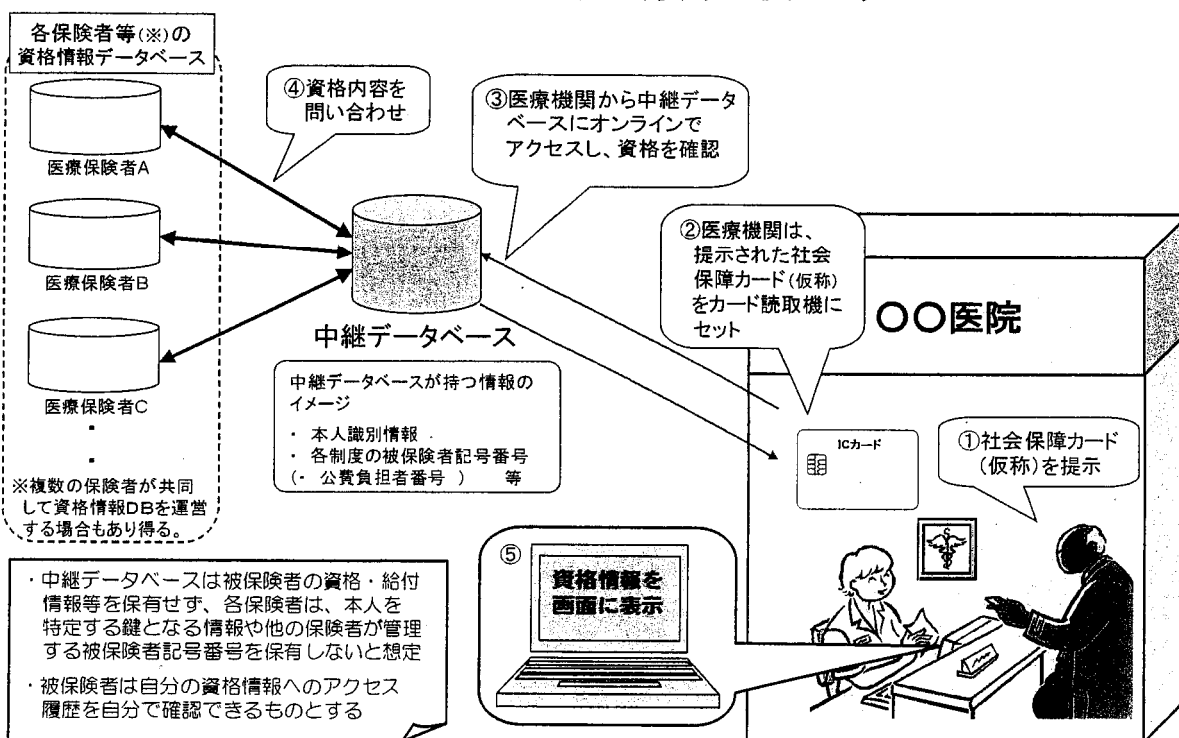 各保険者等(※)の
資格情報データベース
医療保険者A
医療保険者B
医療保険者C
・
・
※複数の保険者が共同
して資格情報DBを運営
する場合もあり得る。
④資格内容を
問い合わせ
③医療機関から中継データ
ベースにオンラインで
アクセスし、資格を確認
②医療機関は、
提示された社会
保障カード(仮称)
をカード読取機に
セット
〇〇医院
中継データベース
中継データベースが持つ情報の
イメージ
・ 本人識別情報
・ 各制度の被保険者記号番号
(・ 公費負担者番号 ) 等
ICカード
①社会保障カード
(仮称)を提示
⑤
資格情報を
画面に表示
・中継データベースは被保険者の資格・給付
情報等を保有せず、各保険者は、本人を
特定する鍵となる情報や他の保険者が管理
する被保険者記号番号を保有しないと想定
・被保険者は自分の資格情報へのアクセス
履歴を自分で確認できるものとする